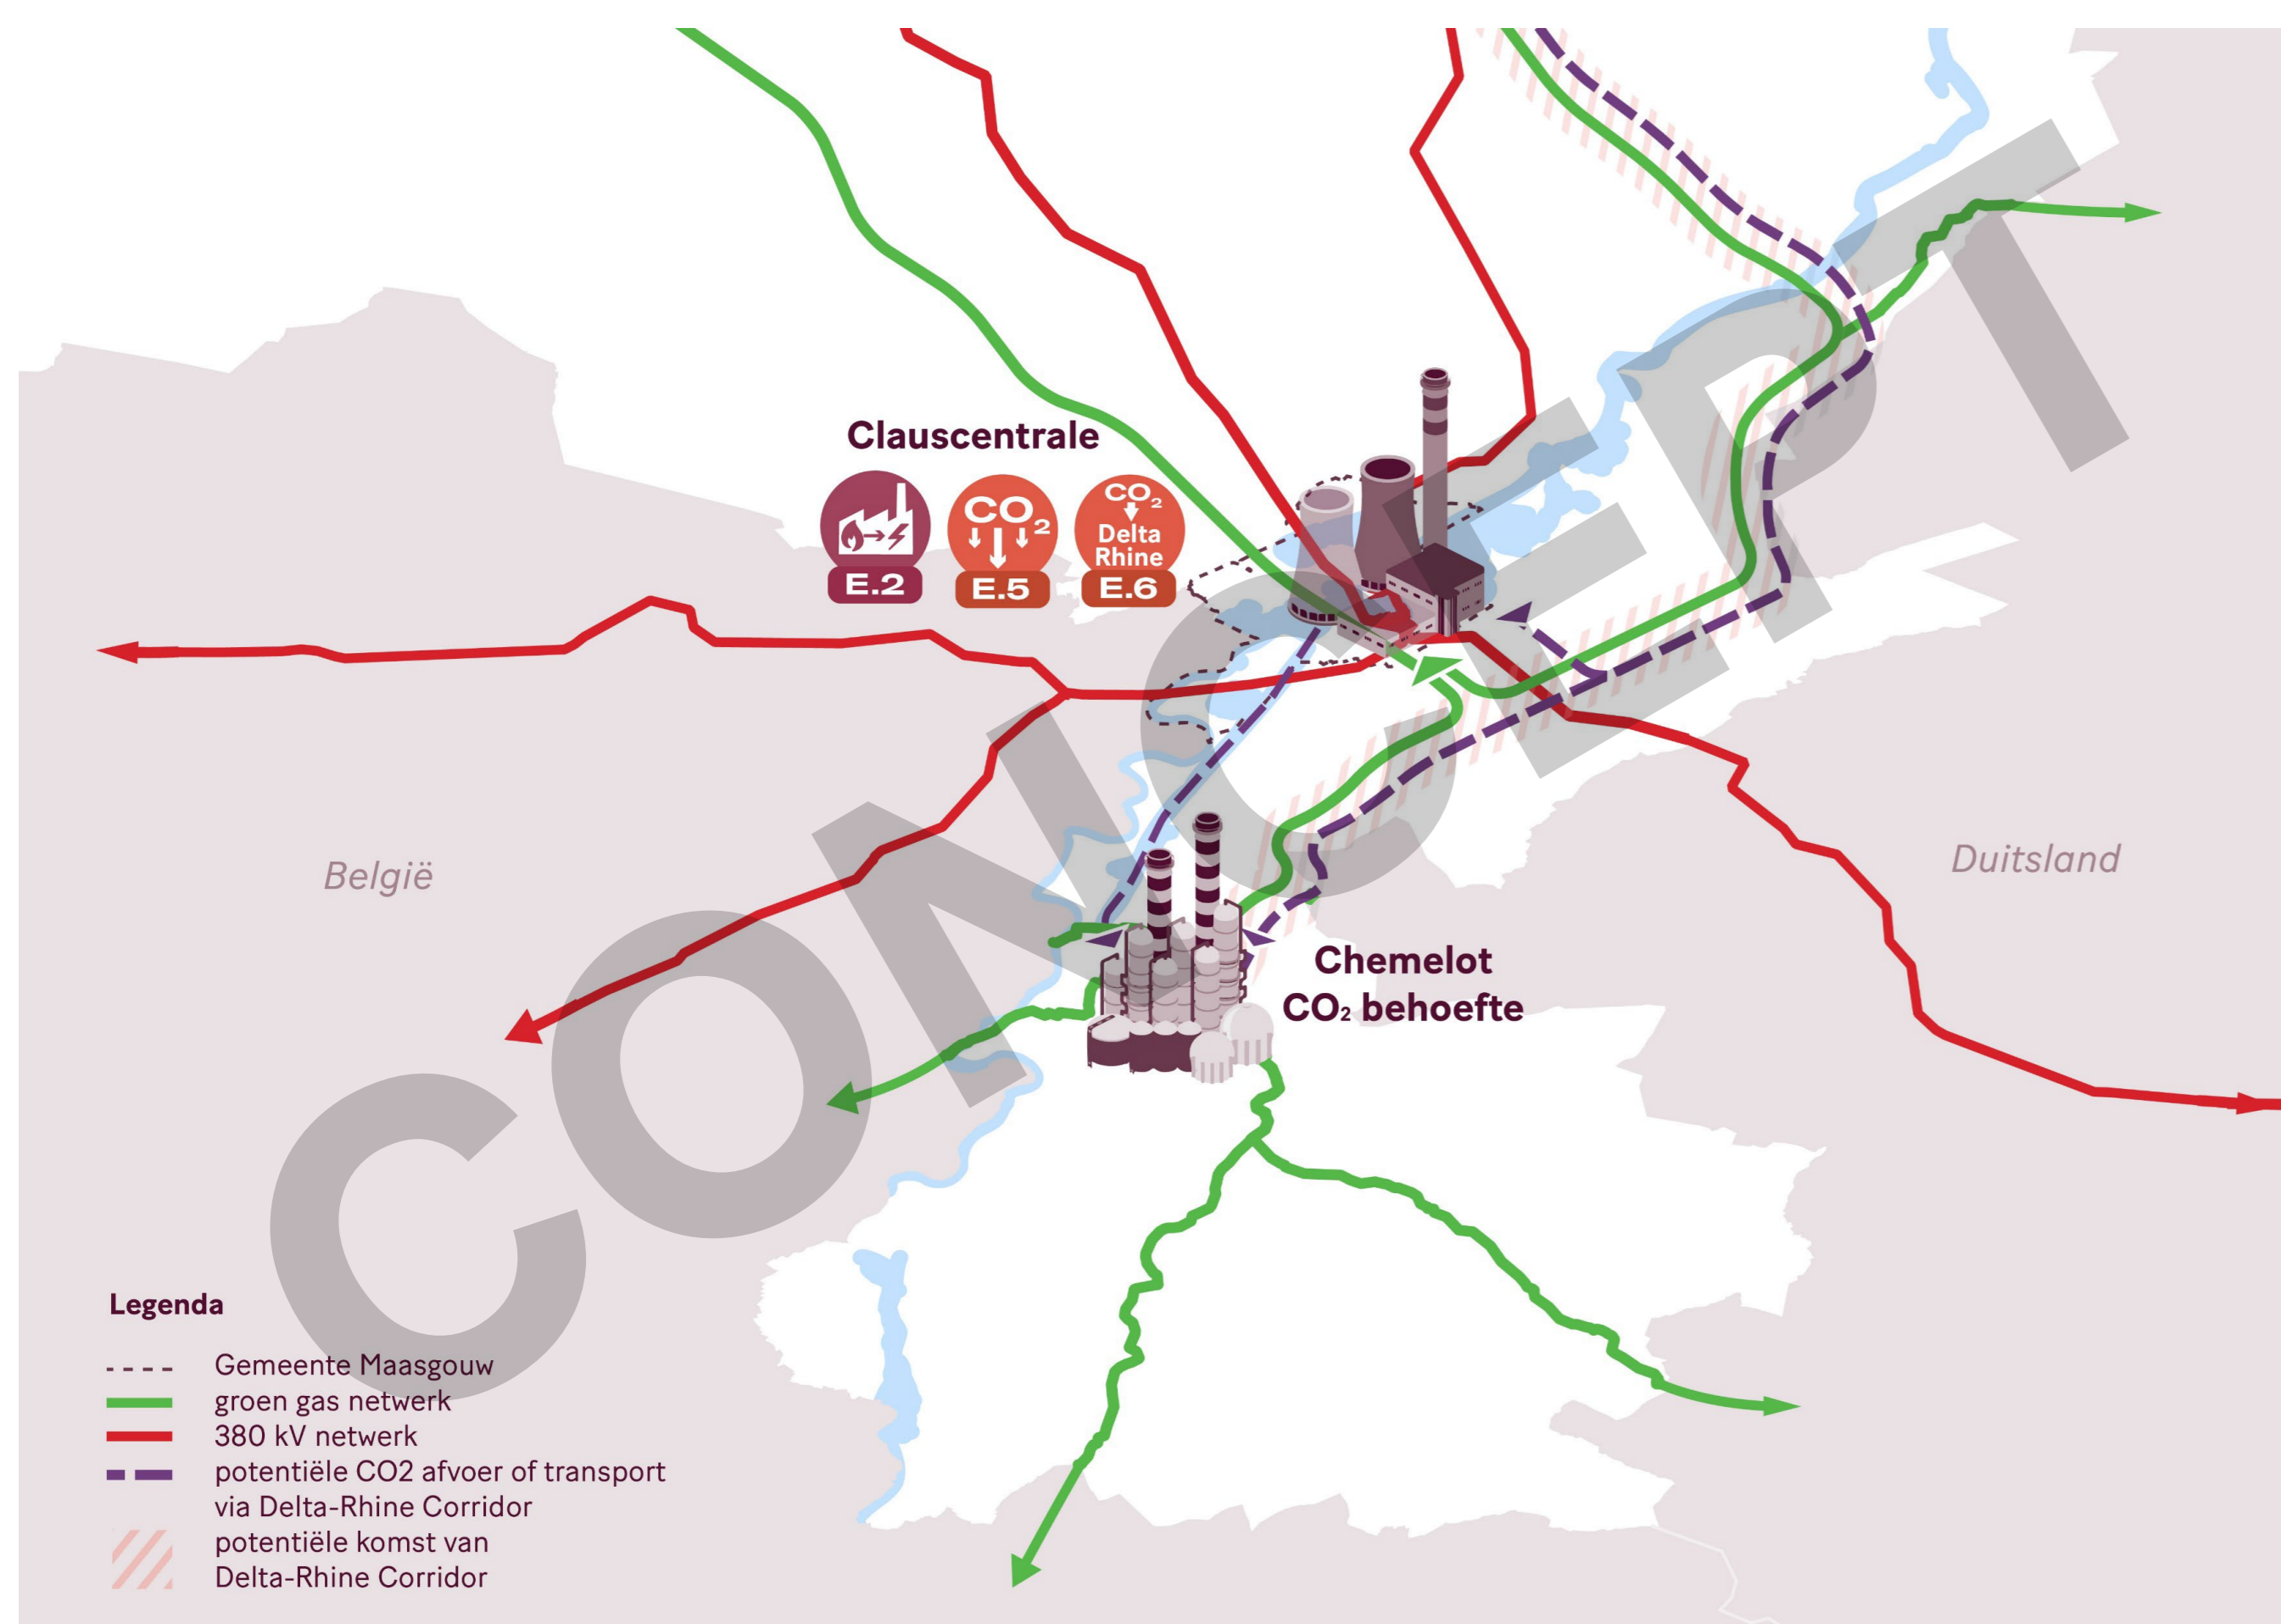 Clauscentrale
E.2
CO2
E.5
CO2
Delta
Rhine
E.6
België
Duitsland
Chemelot
CO2 behoefte
CONCEPT
Legenda
Gemeente Maasgouw
groen gas netwerk
380 kV netwerk
potentiële CO2 afvoer of transport
via Delta-Rhine Corridor
potentiële komst van
Delta-Rhine Corridor